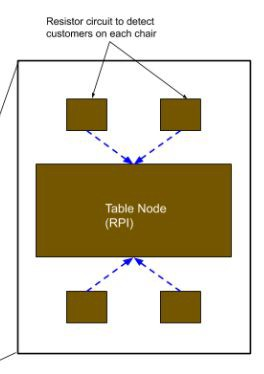 Resistor circuit to detect
customers on each chair
Table Node
(RPI)